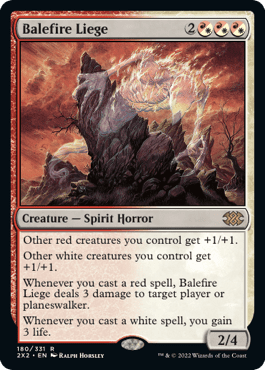 Balefire Liege 2
Creature — Spirit Horror
Other red creatures you control get +1/+1.
Other white creatures you control get
+1/+1.
Whenever you cast a red spell, Balefire
Liege deals 3 damage to target player or
planeswalker.
Whenever you cast a white spell, you gain
3 life.
2/4
180/331 R
2X2 • EN RALPH HORSLEY
™ & © 2022 Wizards of the Coast